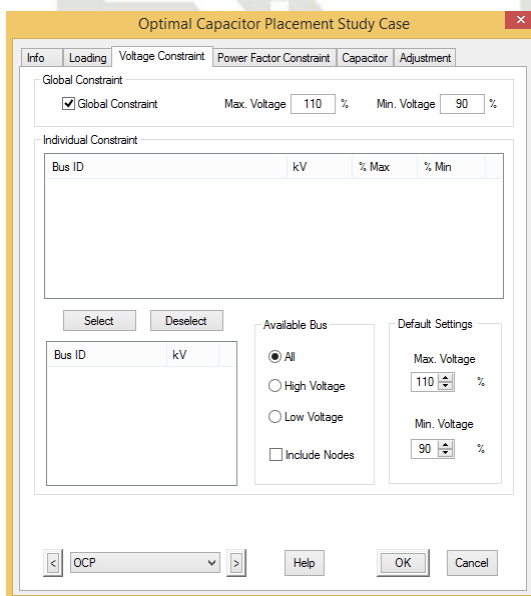 Optimal Capacitor Placement Study Case
Info Loading Voltage Constraint Power Factor Constraint Capacitor Adjustment
Global Constraint
Global Constraint Max. Voltage 110 % Min. Voltage 90 %
Individual Constraint
Bus ID kV % Max % Min
Select Deselect
Available Bus
Default Settings
Bus ID kV
All
High Voltage
Low Voltage
Include Nodes
Max. Voltage
110 %
Min. Voltage
90 %
< OCP > Help OK Cancel